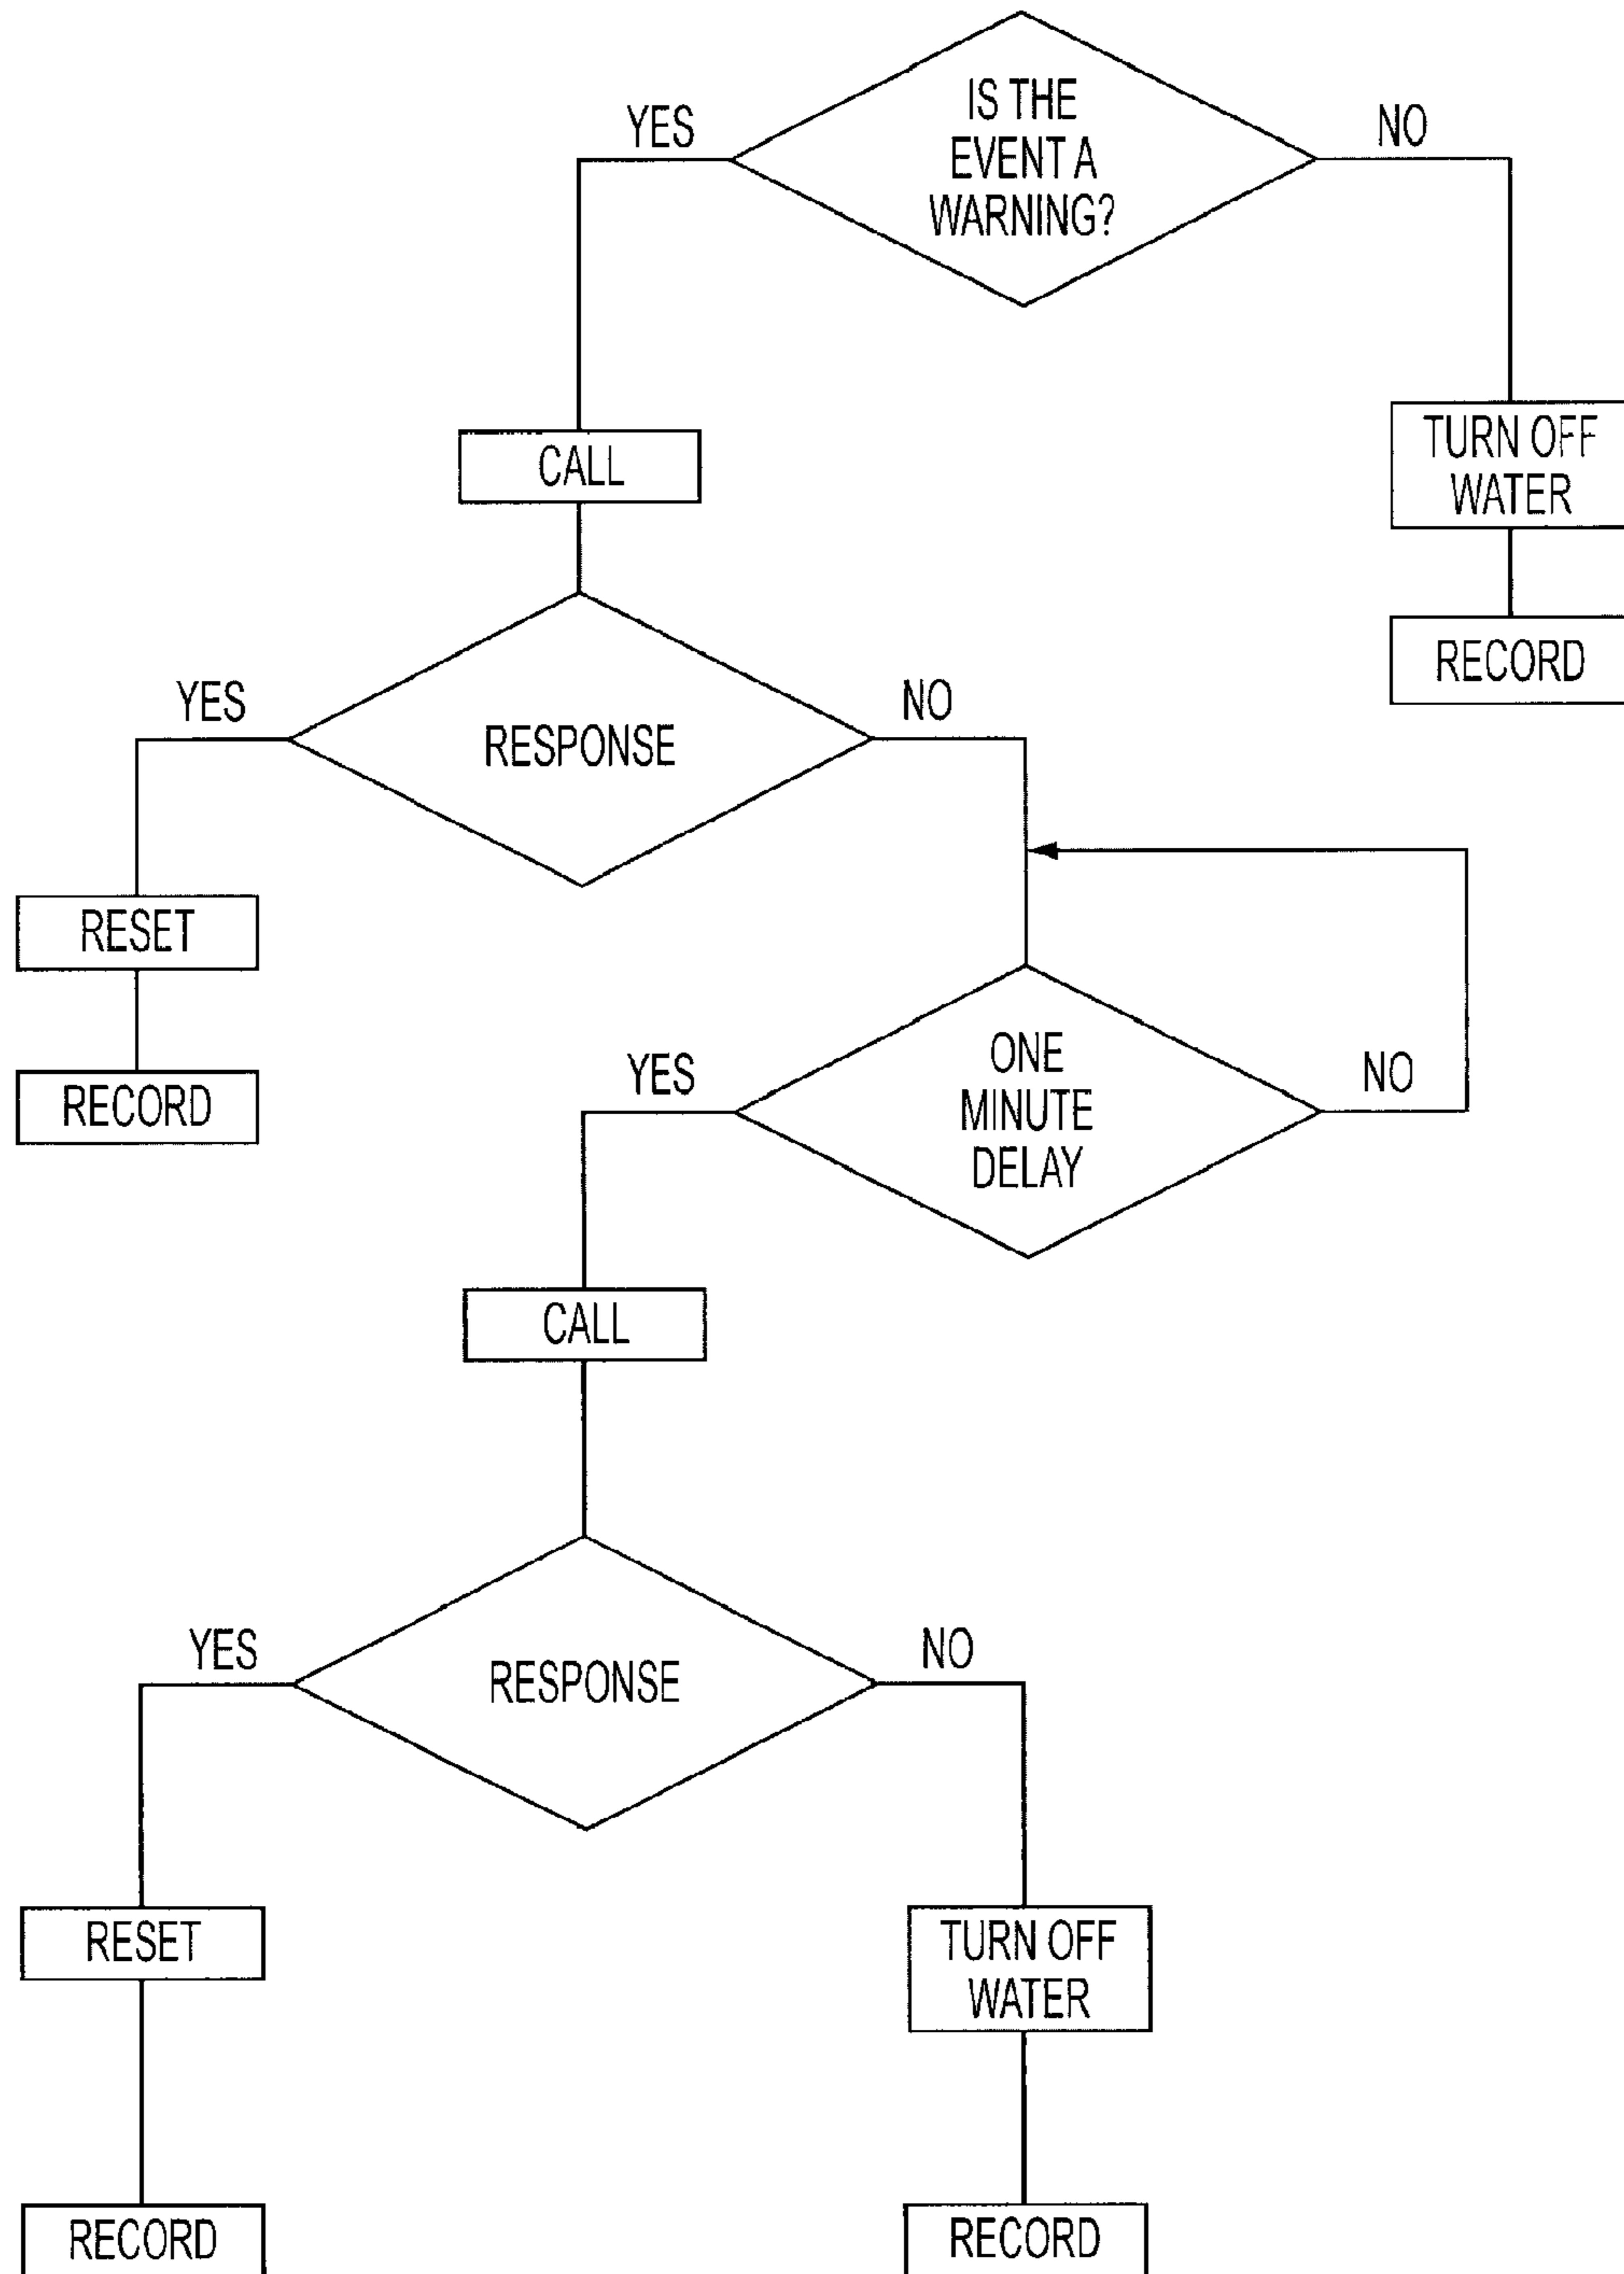 IS THE
EVENT A
WARNING?
YES
NO
CALL
TURN OFF
WATER
RECORD
YES
RESPONSE
NO
RESET
RECORD
ONE
MINUTE
DELAY
YES
NO
CALL
YES
RESPONSE
NO
RESET
TURN OFF
WATER
RECORD
RECORD